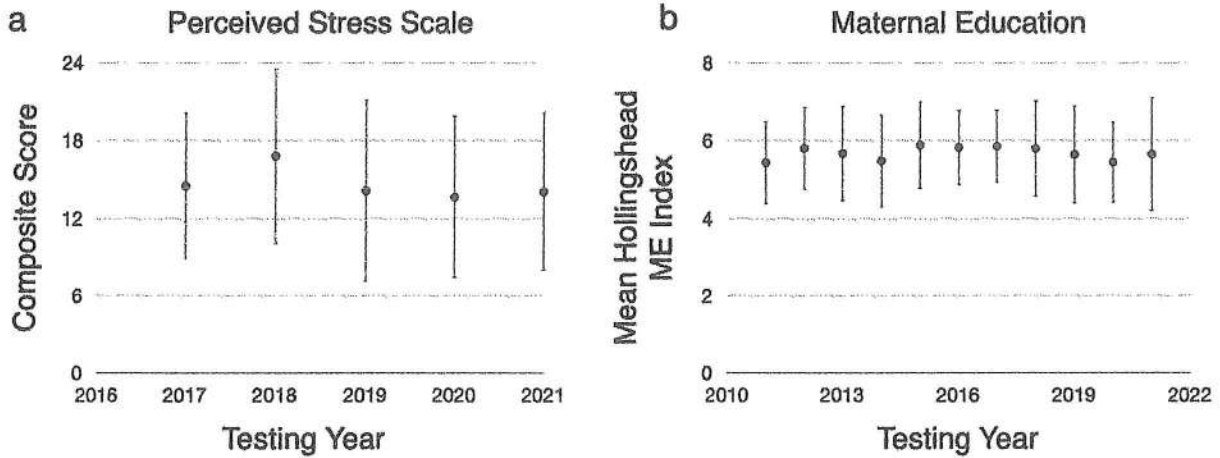 a
Perceived Stress Scale
Composite Score
24
18
12
6
0
2016 2017 2018 2019 2020 2021
Testing Year
b
Maternal Education
Mean Hollingshead
ME Index
8
6
4
2
0
2010 2013 2016 2019 2022
Testing Year